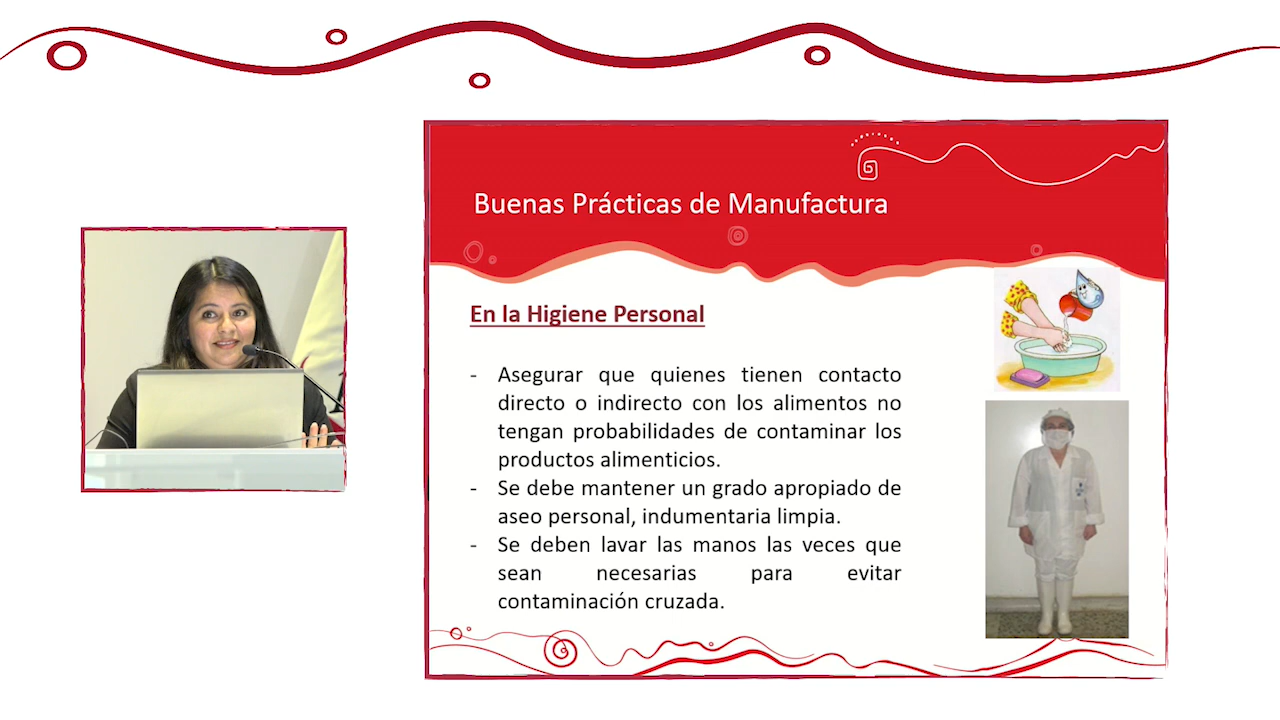 Buenas Prácticas de Manufactura
En la Higiene Personal
- Asegurar que quienes tienen contacto
directo o indirecto con los alimentos no
tengan probabilidades de contaminar los
productos alimenticios.
- Se debe mantener un grado apropiado de
aseo personal, indumentaria limpia.
- Se deben lavar las manos las veces que
sean necesarias para evitar
contaminación cruzada.